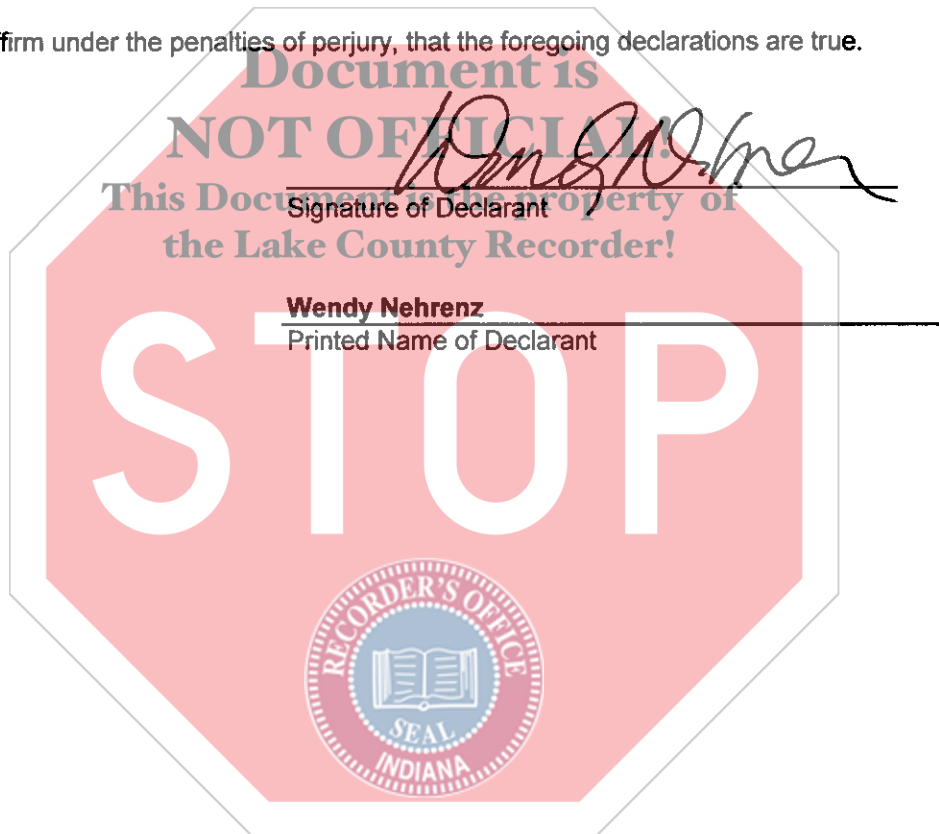 ffirm under the penalties of perjury, that the foregoing declarations are true.
Document is
NOT OFFICIAL!
This Document is the property of
the Lake County Recorder!
Signature of Declarant
Wendy Nehrenz
Printed Name of Declarant
STOP
RECORDER'S OFFICE
SEAL
INDIANA